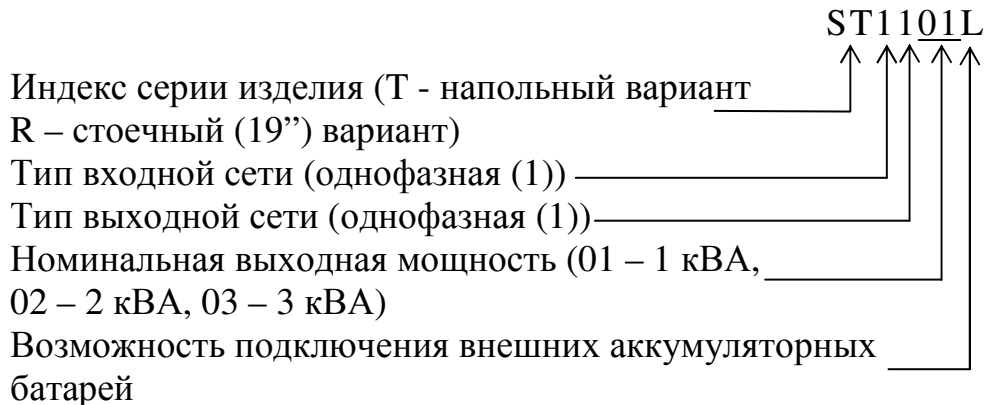 ST1101L
Индекс серии изделия (Т - напольный вариант
R – стоечный (19”) вариант)
Тип входной сети (однофазная (1))
Тип выходной сети (однофазная (1))
Номинальная выходная мощность (01 – 1 кВА,
02 – 2 кВА, 03 – 3 кВА)
Возможность подключения внешних аккумуляторных
батарей